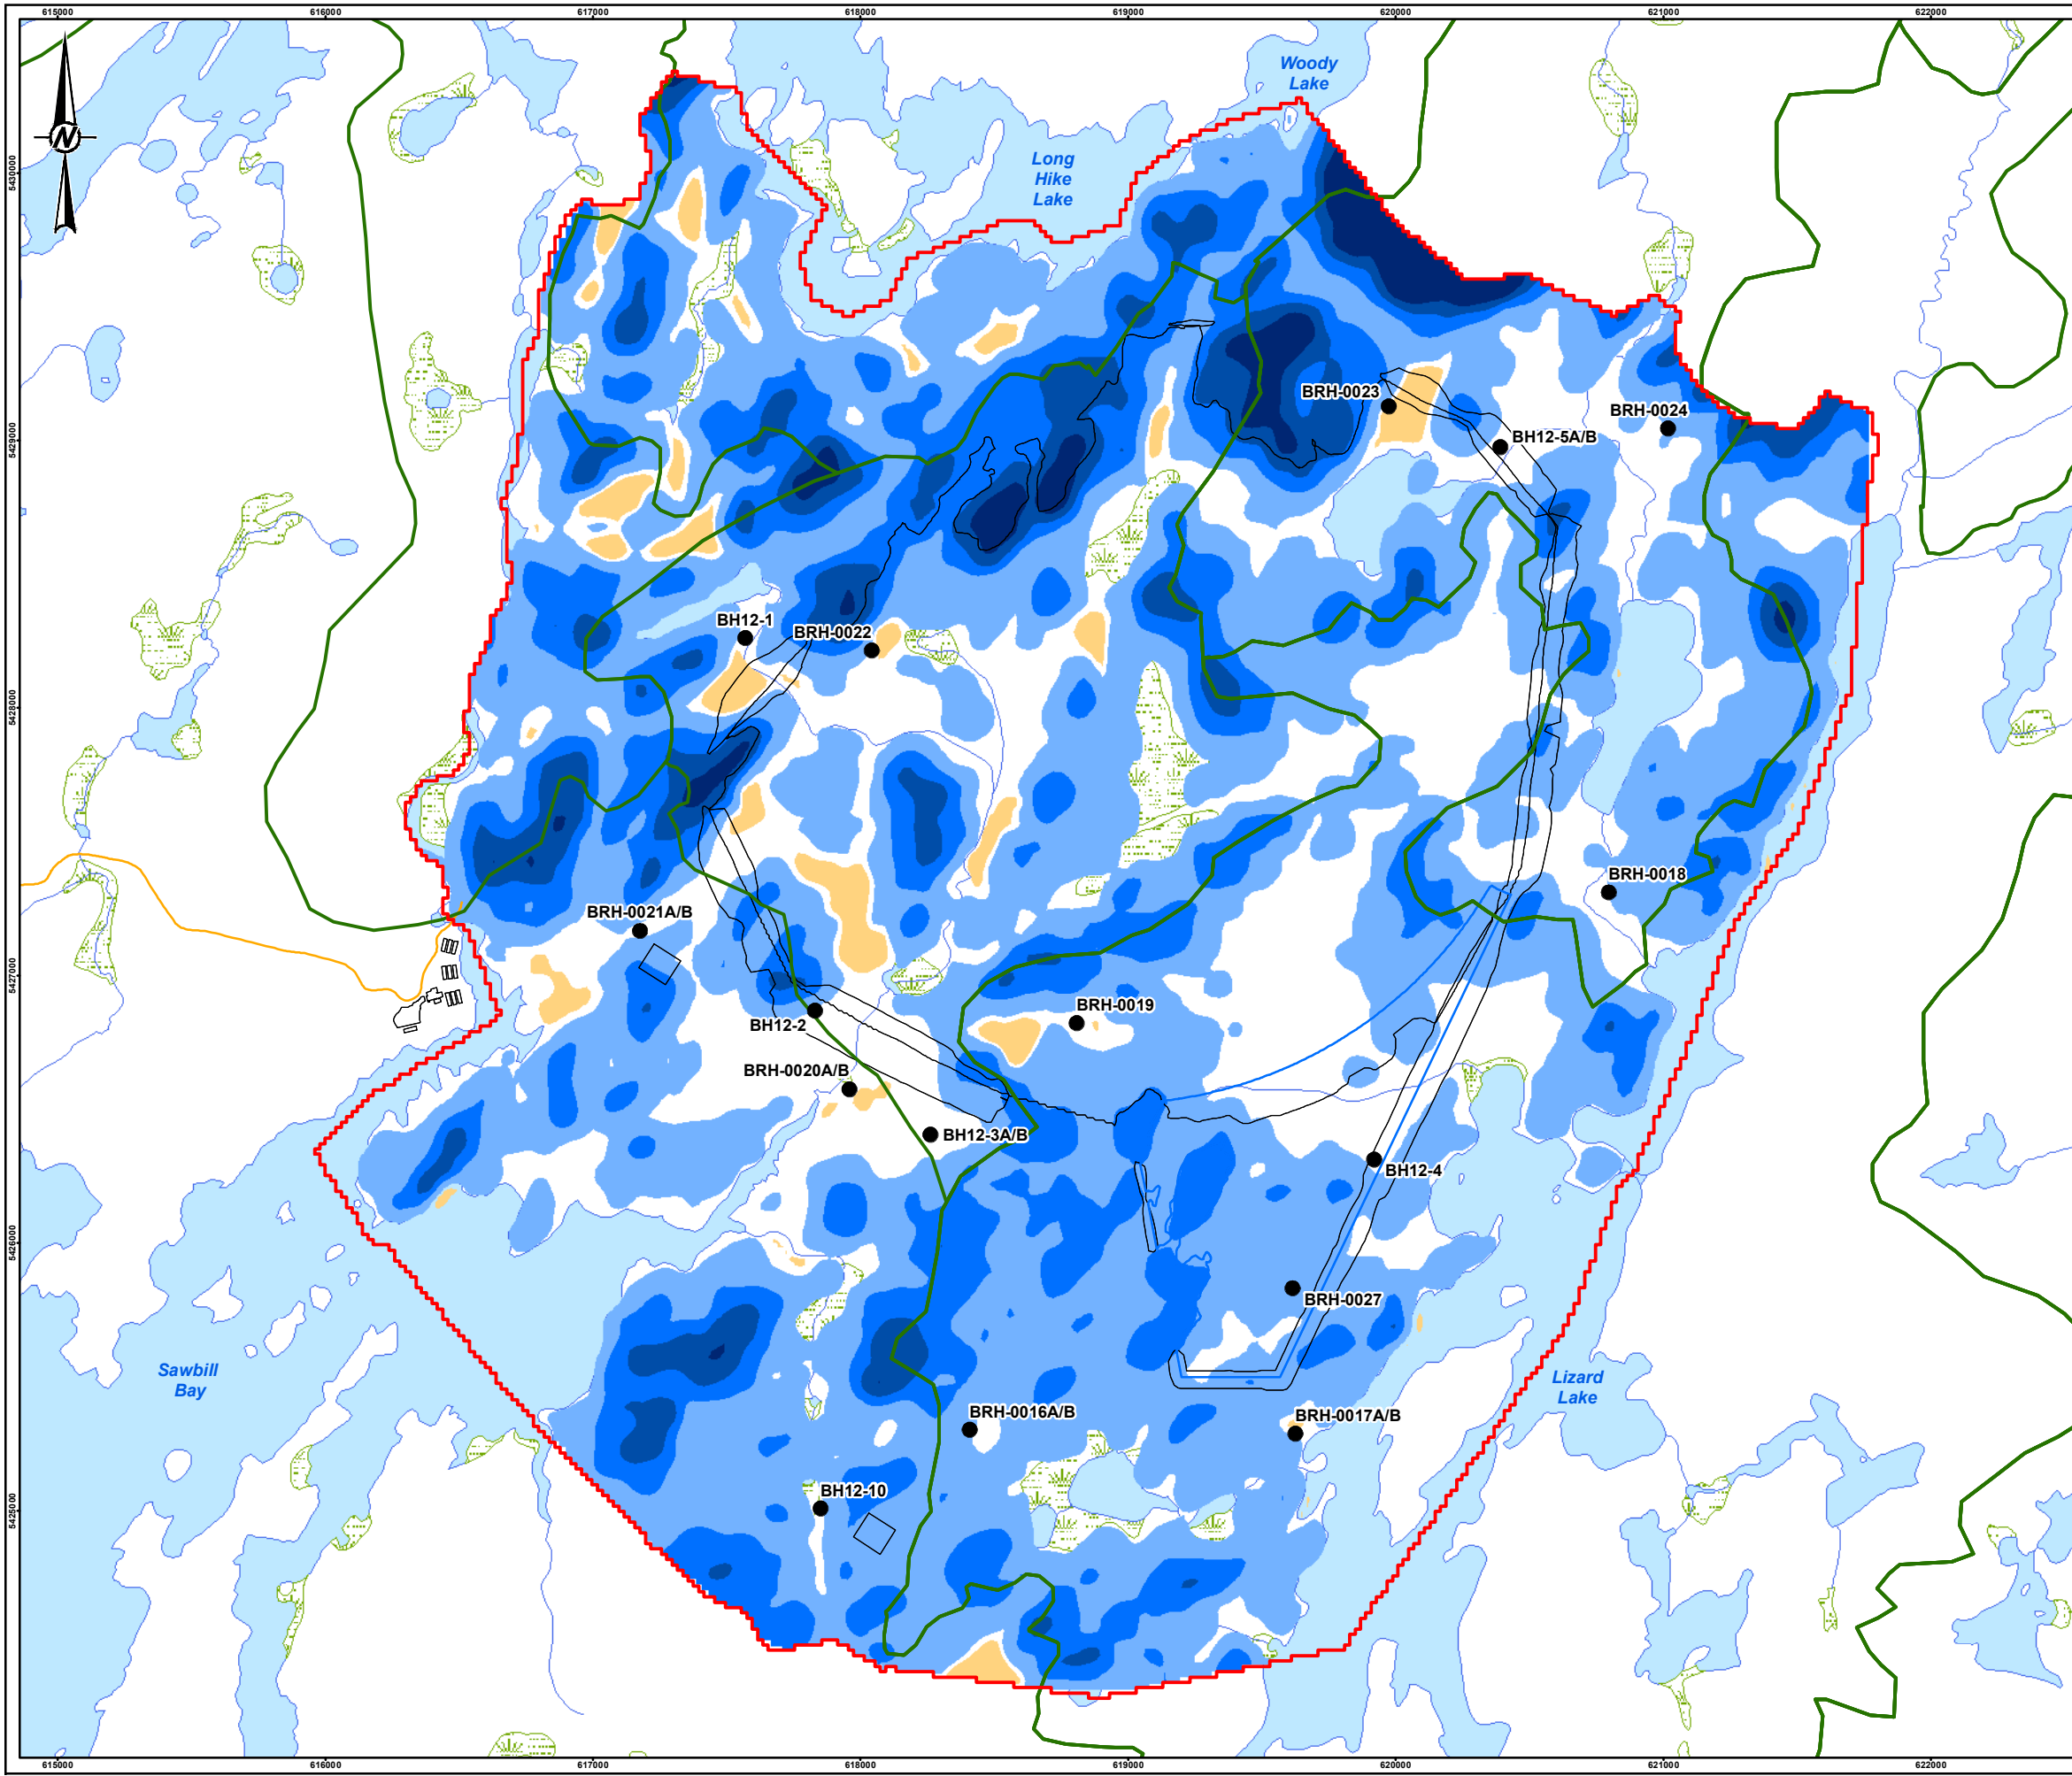 615000
616000
617000
618000
619000
620000
621000
622000
Woody
Lake
N
Long
Hike
Lake
5430000
BRH-0023
BRH-0024
BH12-5A/B
5429000
BH12-1
BRH-0022
5428000
BRH-0018
BRH-0021A/B
5427000
BRH-0019
BH12-2
BRH-0020A/B
BH12-3A/B
BH12-4
5426000
BRH-0027
Sawbill
Bay
Lizard
Lake
BRH-0016A/B
BRH-0017A/B
BH12-10
5425000
615000
616000
617000
618000
619000
620000
621000
622000